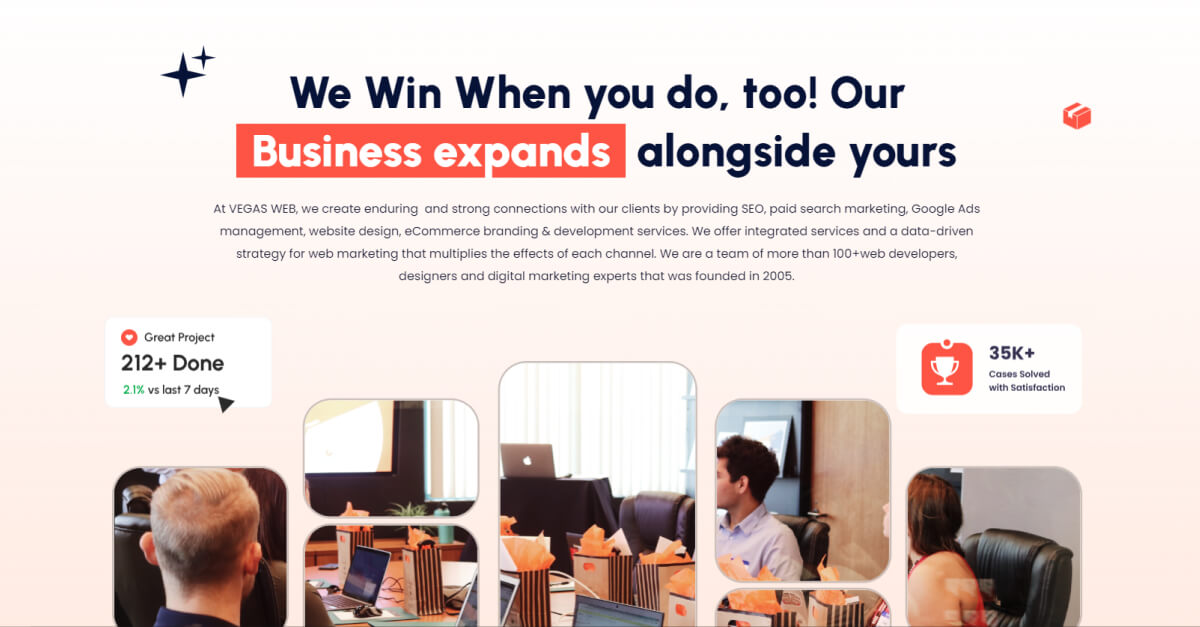 We Win When you do, too! Our
Business expands alongside yours
At VEGAS WEB, we create enduring  and strong connections with our clients by providing SEO, paid search marketing, Google Ads
management, website design, eCommerce branding & development services. We offer integrated services and a data-driven
strategy for web marketing that multiplies the effects of each channel. We are a team of more than 100+web developers,
designers and digital marketing experts that was founded in 2005.
Great Project
212+ Done
2.1% vs last 7 days
35K+
Cases Solved
with Satisfaction